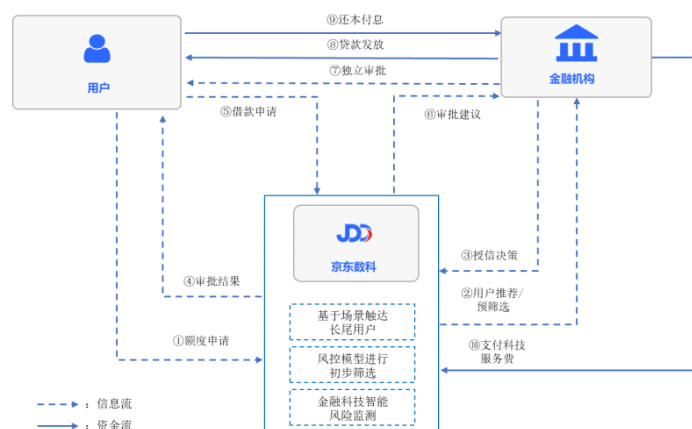 ⑨还本付息
⑧贷款发放
用户
⑦独立审批
金融机构
⑤借款申请
⑥审批建议
JDD
京东数科
③授信决策
④审批结果
②用户推荐/
预筛选
基于场景触达
长尾用户
①额度申请
⑩支付科技
服务费
风控模型进行
初步筛选
金融科技智能
风险监测
：信息流
：资金流